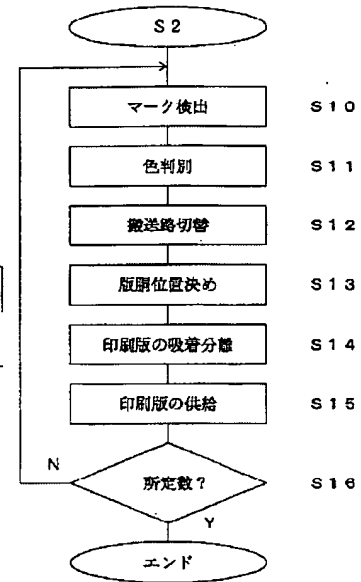 S2
マーク検出 S10
色判別 S11
搬送路切替 S12
版胴位置決め S13
印刷版の吸着分離 S14
印刷版の供給 S15
N 所定数? S16
Y
エンド